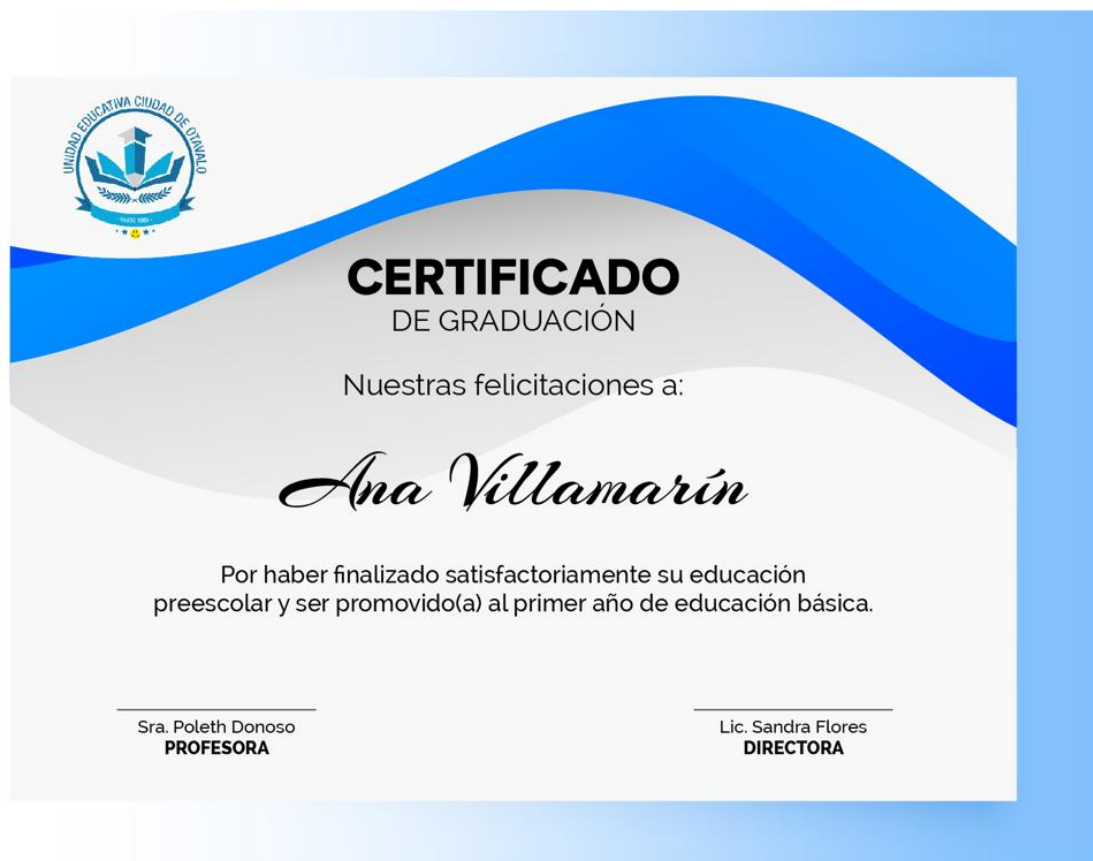 UNIDAD EDUCATIVA CIUDAD DE OTAVALO
CERTIFICADO
DE GRADUACIÓN
Nuestras felicitaciones a:
Ana Villamarín
Por haber finalizado satisfactoriamente su educación
preescolar y ser promovido(a) al primer año de educación básica.
Sra. Poleth Donoso
PROFESORA
Lic. Sandra Flores
DIRECTORA